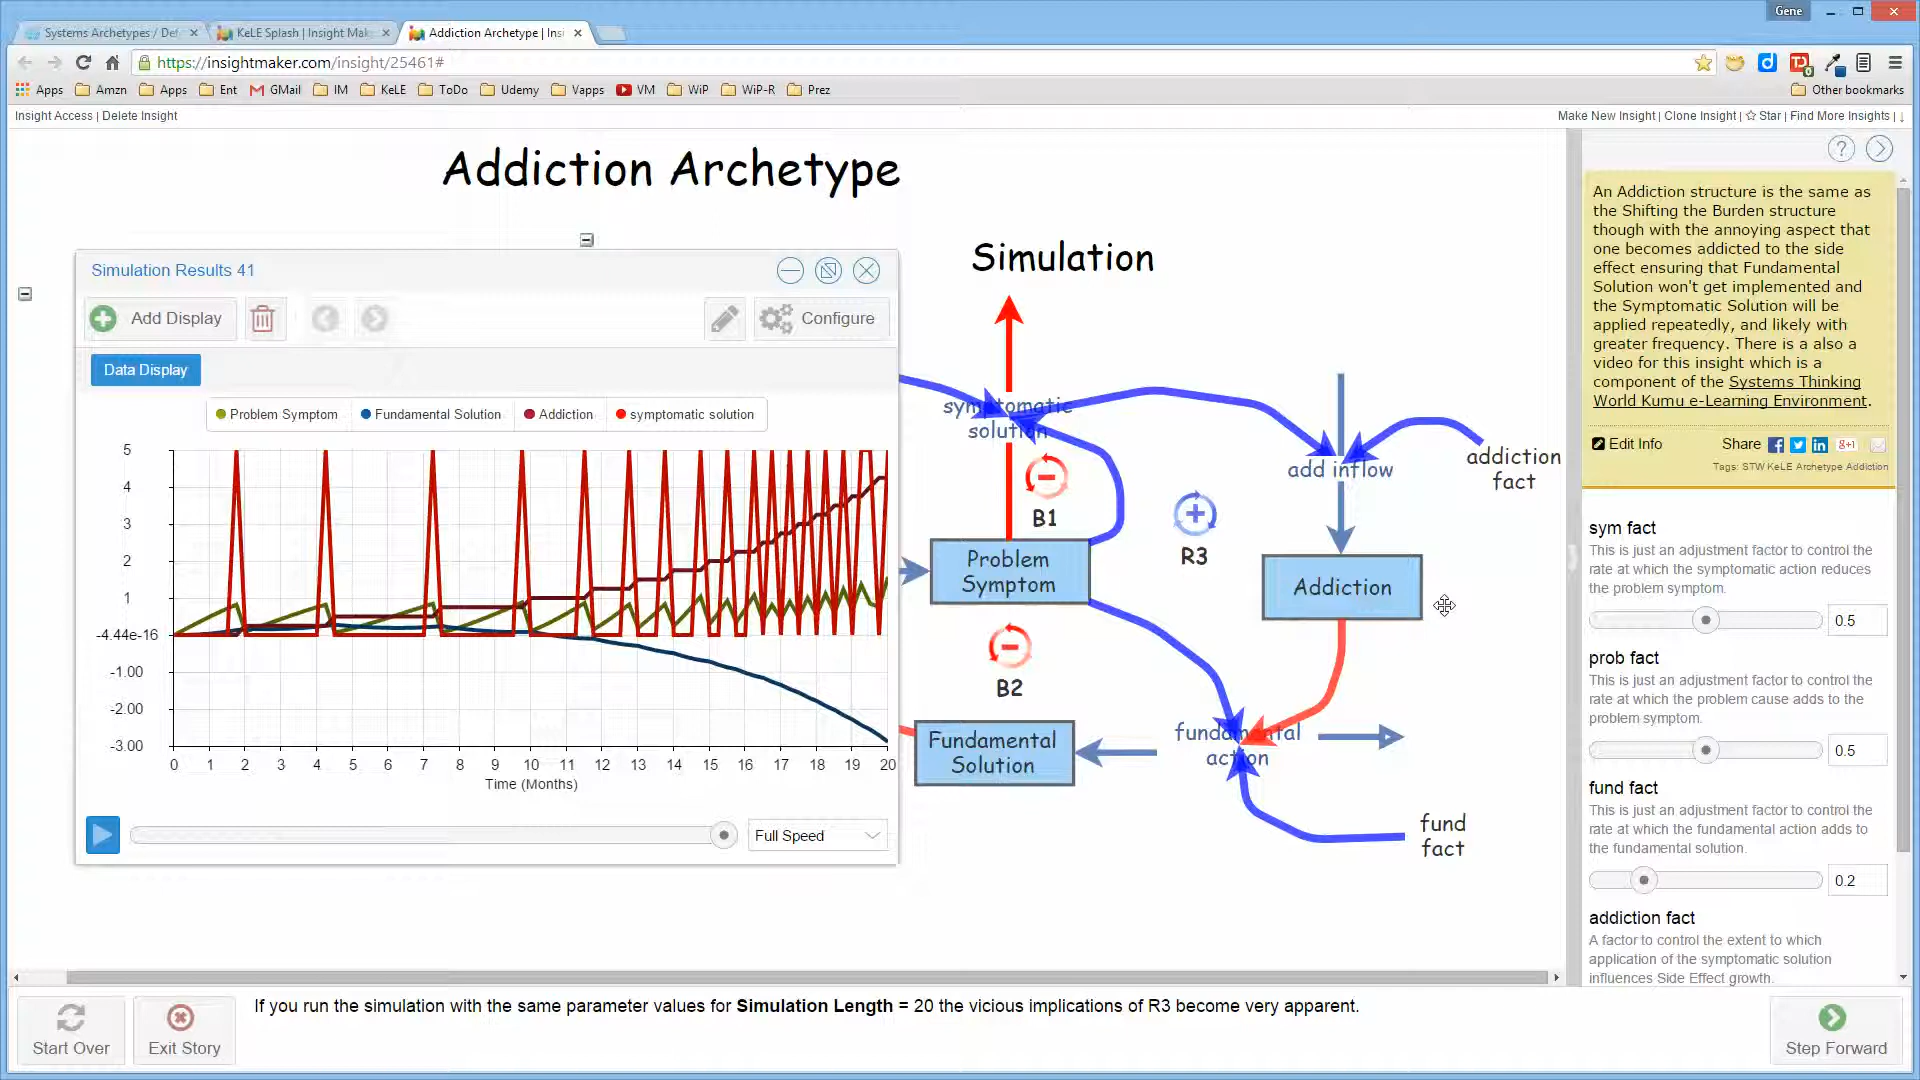 Gene
Systems Archetypes / Def
KeLE Splash | Insight Mak
Addiction Archetype | Insi
https://insightmaker.com/insight/25461#
Apps Amzn Apps Ent GMail IM KeLE ToDo Udemy Vapps VM WiP WiP-R Prez Other bookmarks
Insight Access | Delete Insight
Make New Insight | Clone Insight | Star | Find More Insights |
Addiction Archetype
Simulation
Simulation Results 41
Add Display
Configure
Data Display
Problem Symptom Fundamental Solution Addiction symptomatic solution
5
4
3
2
1
-4.44e-16
-1.00
-2.00
-3.00
0 1 2 3 4 5 6 7 8 9 10 11 12 13 14 15 16 17 18 19 20
Time (Months)
Full Speed
symptomatic
solution
B1
Problem
Symptom
B2
R3
add inflow
addiction
fact
Addiction
Fundamental
Solution
fundamental
action
fund
fact
An Addiction structure is the same as
the Shifting the Burden structure
though with the annoying aspect that
one becomes addicted to the side
effect ensuring that Fundamental
Solution won't get implemented and
the Symptomatic Solution will be
applied repeatedly, and likely with
greater frequency. There is a also a
video for this insight which is a
component of the Systems Thinking
World Kumu e-Learning Environment.
Edit Info
Share
Tags: STW KeLE Archetype Addiction
sym fact
This is just an adjustment factor to control the
rate at which the symptomatic action reduces
the problem symptom.
0.5
prob fact
This is just an adjustment factor to control the
rate at which the problem cause adds to the
problem symptom.
0.5
fund fact
This is just an adjustment factor to control the
rate at which the fundamental action adds to
the fundamental solution.
0.2
addiction fact
A factor to control the extent to which
application of the symptomatic solution
influences Side Effect growth.
Start Over
Exit Story
If you run the simulation with the same parameter values for Simulation Length = 20 the vicious implications of R3 become very apparent.
Step Forward